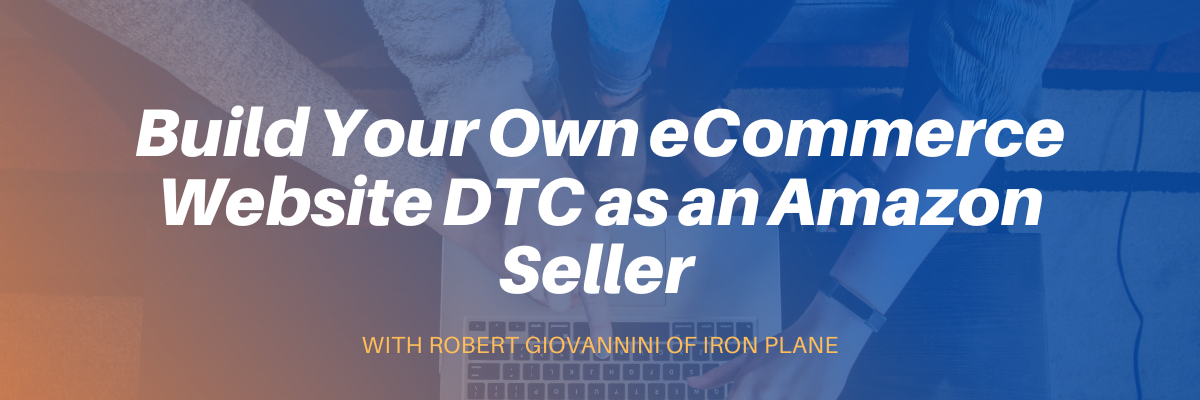 Build Your Own eCommerce
Website DTC as an Amazon
Seller
WITH ROBERT GIOVANNINI OF IRON PLANE